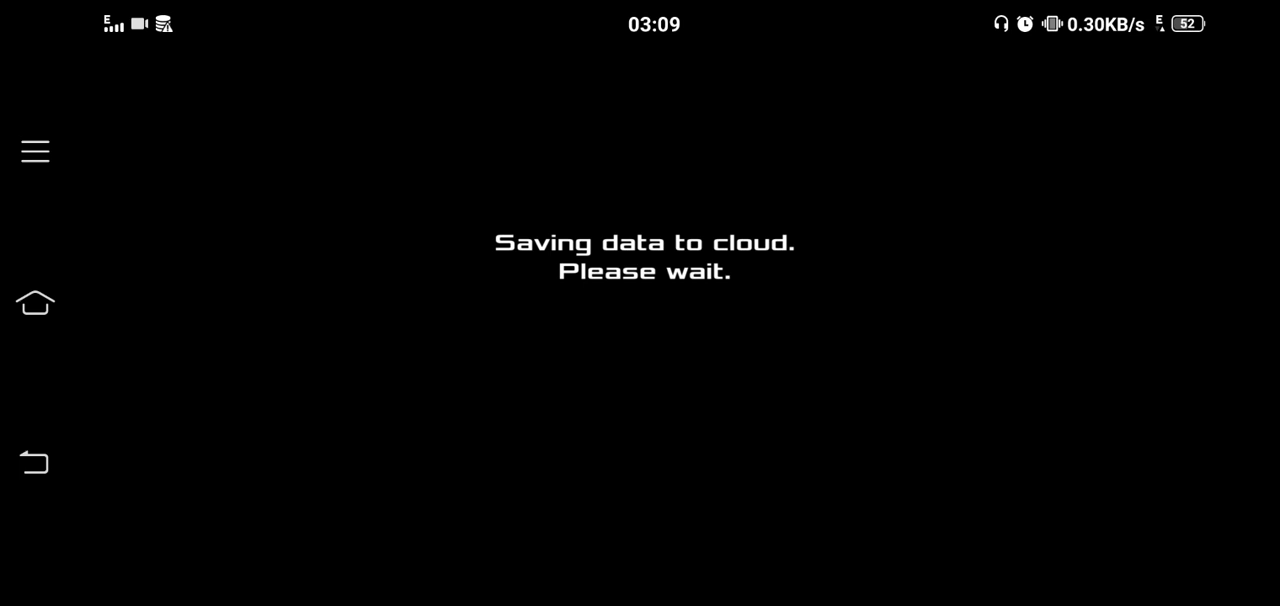 E
03:09
0.30KB/s
E
52
Saving data to cloud.
Please wait.